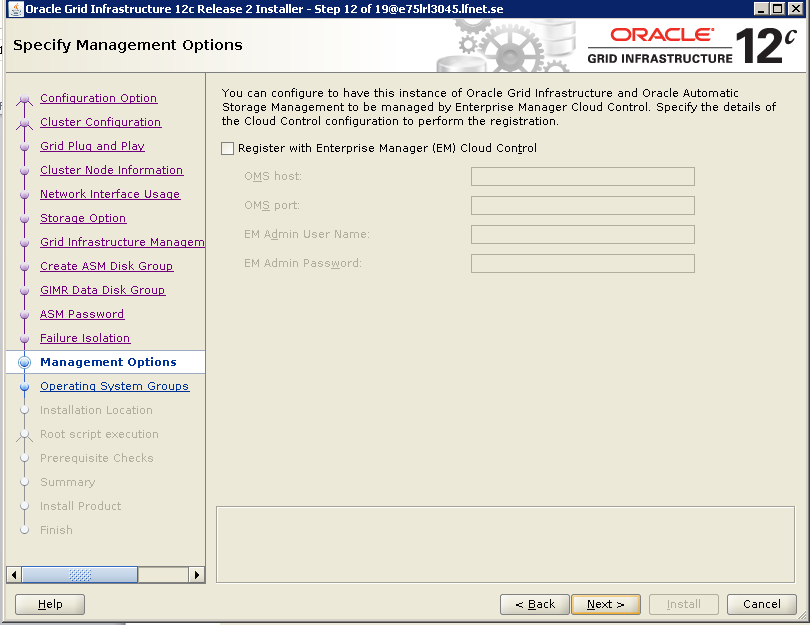 Oracle Grid Infrastructure 12c Release 2 Installer - Step 12 of 19@e75lrl3045.lfnet.se
Specify Management Options
ORACLE
GRID INFRASTRUCTURE
12c
Configuration Option
Cluster Configuration
Grid Plug and Play
Cluster Node Information
Network Interface Usage
Storage Option
Grid Infrastructure Managem
Create ASM Disk Group
GIMR Data Disk Group
ASM Password
Failure Isolation
Management Options
Operating System Groups
Installation Location
Root script execution
Prerequisite Checks
Summary
Install Product
Finish
You can configure to have this instance of Oracle Grid Infrastructure and Oracle Automatic
Storage Management to be managed by Enterprise Manager Cloud Control. Specify the details of
the Cloud Control configuration to perform the registration.
Register with Enterprise Manager (EM) Cloud Control
OMS host:
OMS port:
EM Admin User Name:
EM Admin Password:
Help
< Back
Next >
Install
Cancel